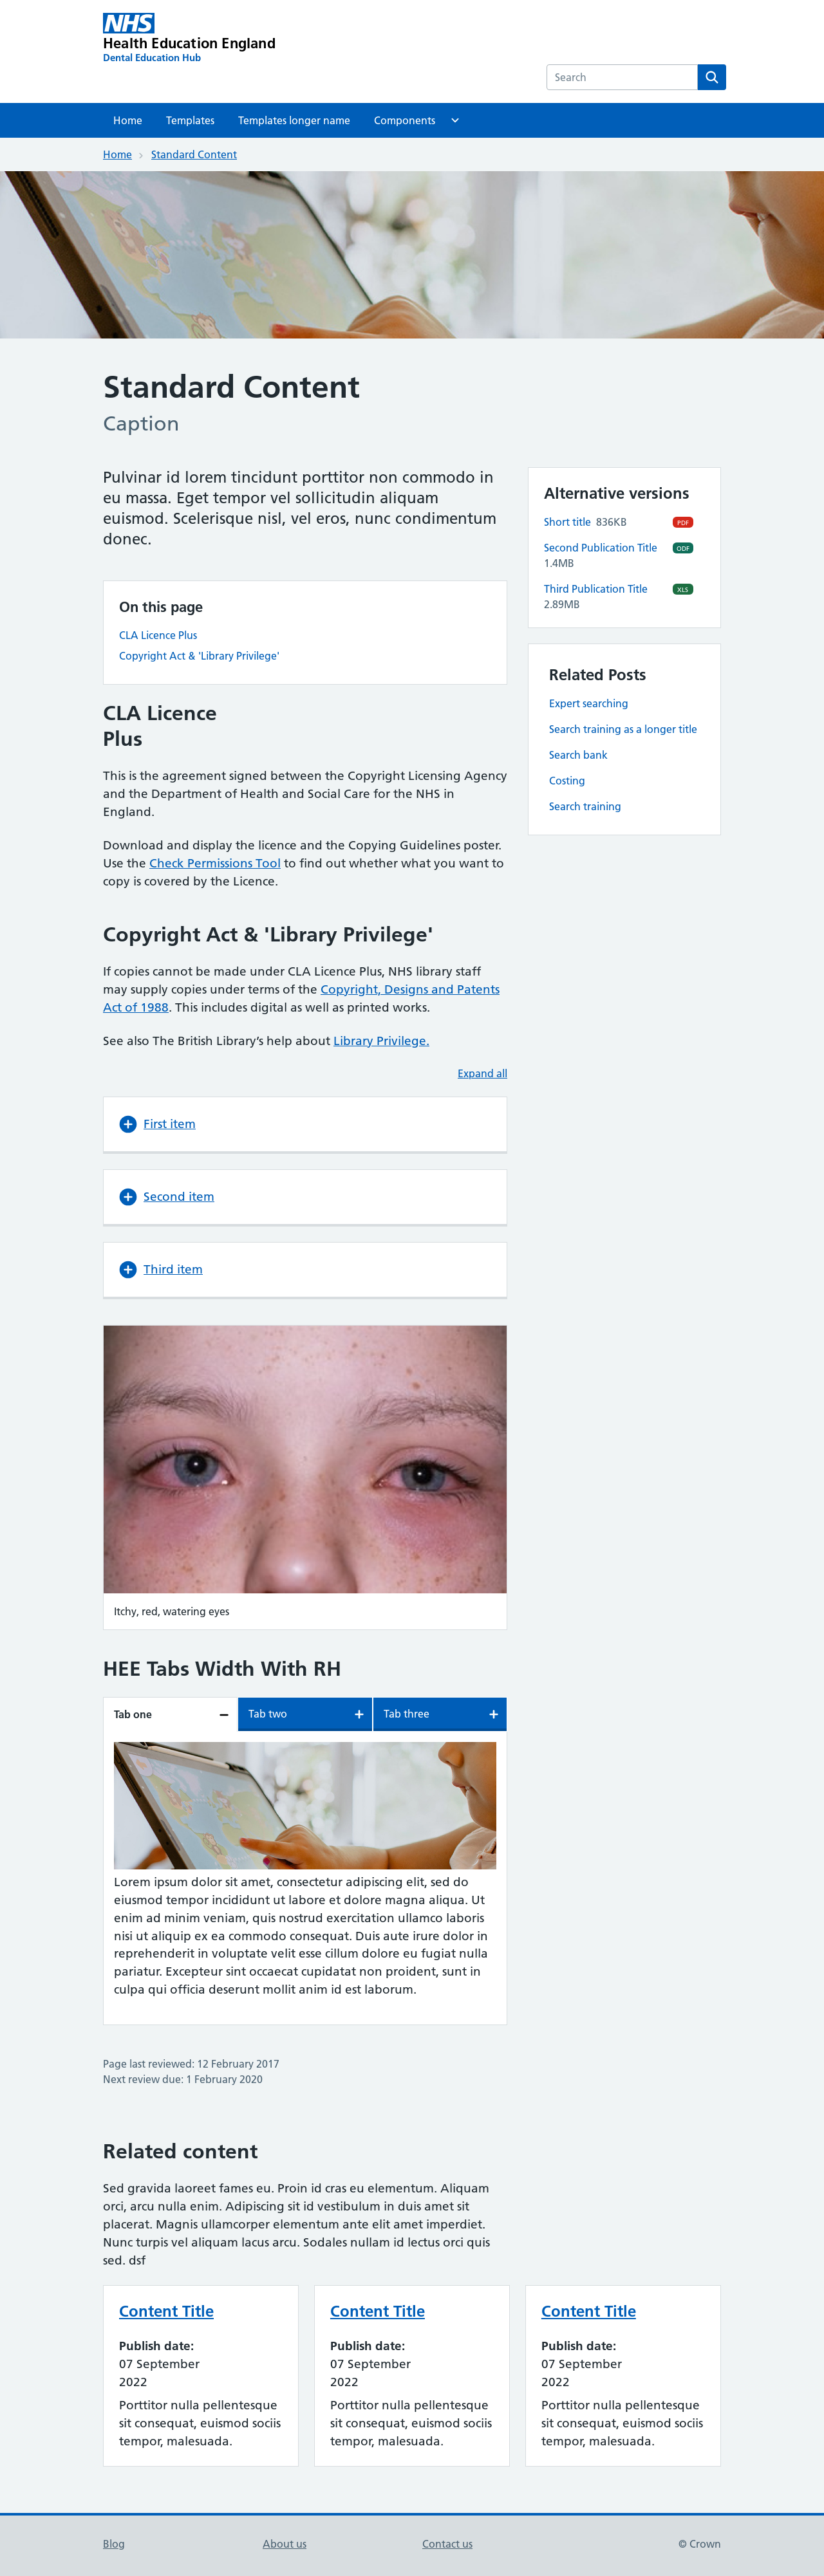 NHS
Health Education England
Dental Education Hub
Search
Home
Templates
Templates longer name
Components
Home
Standard Content
Standard Content
Caption
Pulvinar id lorem tincidunt porttitor non commodo in
eu massa. Eget tempor vel sollicitudin aliquam
euismod. Scelerisque nisl, vel eros, nunc condimentum
donec.
On this page
CLA Licence Plus
Copyright Act & 'Library Privilege'
CLA Licence
Plus
This is the agreement signed between the Copyright Licensing Agency
and the Department of Health and Social Care for the NHS in
England.
Download and display the licence and the Copying Guidelines poster.
Use the Check Permissions Tool to find out whether what you want to
copy is covered by the Licence.
Copyright Act & 'Library Privilege'
If copies cannot be made under CLA Licence Plus, NHS library staff
may supply copies under terms of the Copyright, Designs and Patents
Act of 1988. This includes digital as well as printed works.
See also The British Library’s help about Library Privilege.
Expand all
First item
Second item
Third item
Itchy, red, watering eyes
HEE Tabs Width With RH
Tab one
Tab two
Tab three
Lorem ipsum dolor sit amet, consectetur adipiscing elit, sed do
eiusmod tempor incididunt ut labore et dolore magna aliqua. Ut
enim ad minim veniam, quis nostrud exercitation ullamco laboris
nisi ut aliquip ex ea commodo consequat. Duis aute irure dolor in
reprehenderit in voluptate velit esse cillum dolore eu fugiat nulla
pariatur. Excepteur sint occaecat cupidatat non proident, sunt in
culpa qui officia deserunt mollit anim id est laborum.
Page last reviewed: 12 February 2017
Next review due: 1 February 2020
Alternative versions
Short title 836KB
PDF
Second Publication Title
ODF
1.4MB
Third Publication Title
XLS
2.89MB
Related Posts
Expert searching
Search training as a longer title
Search bank
Costing
Search training
Related content
Sed gravida laoreet fames eu. Proin id cras eu elementum. Aliquam
orci, arcu nulla enim. Adipiscing sit id vestibulum in duis amet sit
placerat. Magnis ullamcorper elementum ante elit amet imperdiet.
Nunc turpis vel aliquam lacus arcu. Sodales nullam id lectus orci quis
sed. dsf
Content Title
Publish date:
07 September
2022
Porttitor nulla pellentesque
sit consequat, euismod sociis
tempor, malesuada.
Content Title
Publish date:
07 September
2022
Porttitor nulla pellentesque
sit consequat, euismod sociis
tempor, malesuada.
Content Title
Publish date:
07 September
2022
Porttitor nulla pellentesque
sit consequat, euismod sociis
tempor, malesuada.
Blog
About us
Contact us
© Crown